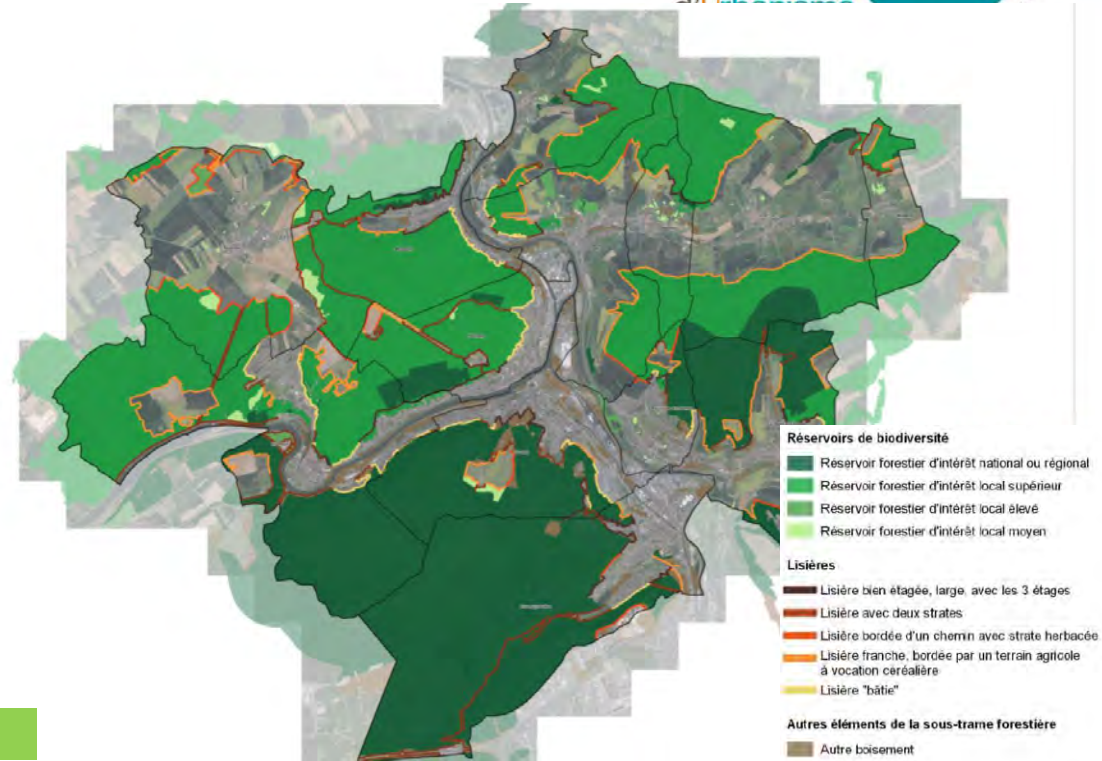 d'Urbanisme
Réservoirs de biodiversité
Réservoir forestier d'intérêt national ou régional
Réservoir forestier d'intérêt local supérieur
Réservoir forestier d'intérêt local élevé
Réservoir forestier d'intérêt local moyen
Lisières
Lisière bien étagée, large, avec les 3 étages
Lisière avec deux strates
Lisière bordée d'un chemin avec strate herbacée
Lisière franche, bordée par un terrain agricole
à vocation céréalière
Lisière "bâtie"
Autres éléments de la sous-trame forestière
Autre boisement